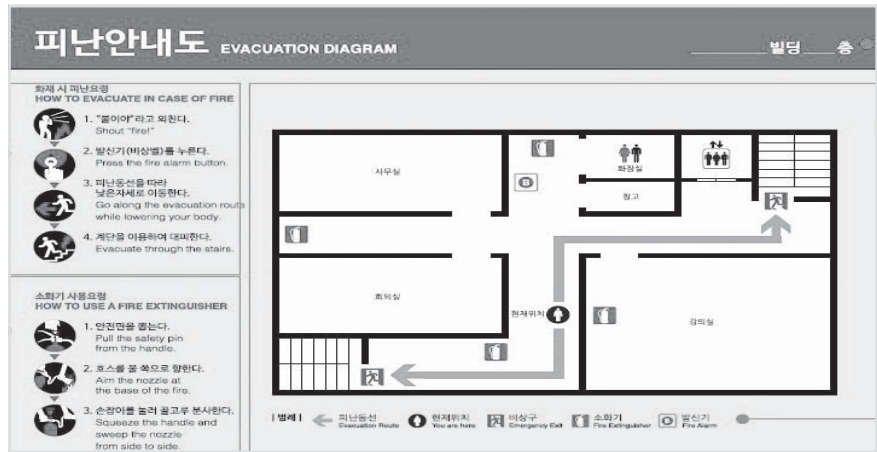 피난안내도 EVACUATION DIAGRAM
빌딩 층
화재 시 피난요령
HOW TO EVACUATE IN CASE OF FIRE
1. "불이야"라고 외친다.
Shout "fire!"
2. 발신기(비상벨)를 누른다.
Press the fire alarm button.
3. 피난동선을 따라
낮은자세로 이동한다.
Go along the evacuation route
while lowering your body.
4. 계단을 이용하여 대피한다.
Evacuate through the stairs.
소화기 사용요령
HOW TO USE A FIRE EXTINGUISHER
1. 안전핀을 뽑는다.
Pull the safety pin
from the handle.
2. 호스를 불 쪽으로 향한다.
Aim the nozzle at
the base of the fire.
3. 손잡이를 눌러 골고루 분사한다.
Squeeze the handle and
sweep the nozzle
from side to side.
사무실
화장실
창고
회의실
현재위치
강의실
| 범례 |
피난동선
Evacuation Route
현재위치
You are here
비상구
Emergency Exit
소화기
Fire Extinguisher
발신기
Fire Alarm